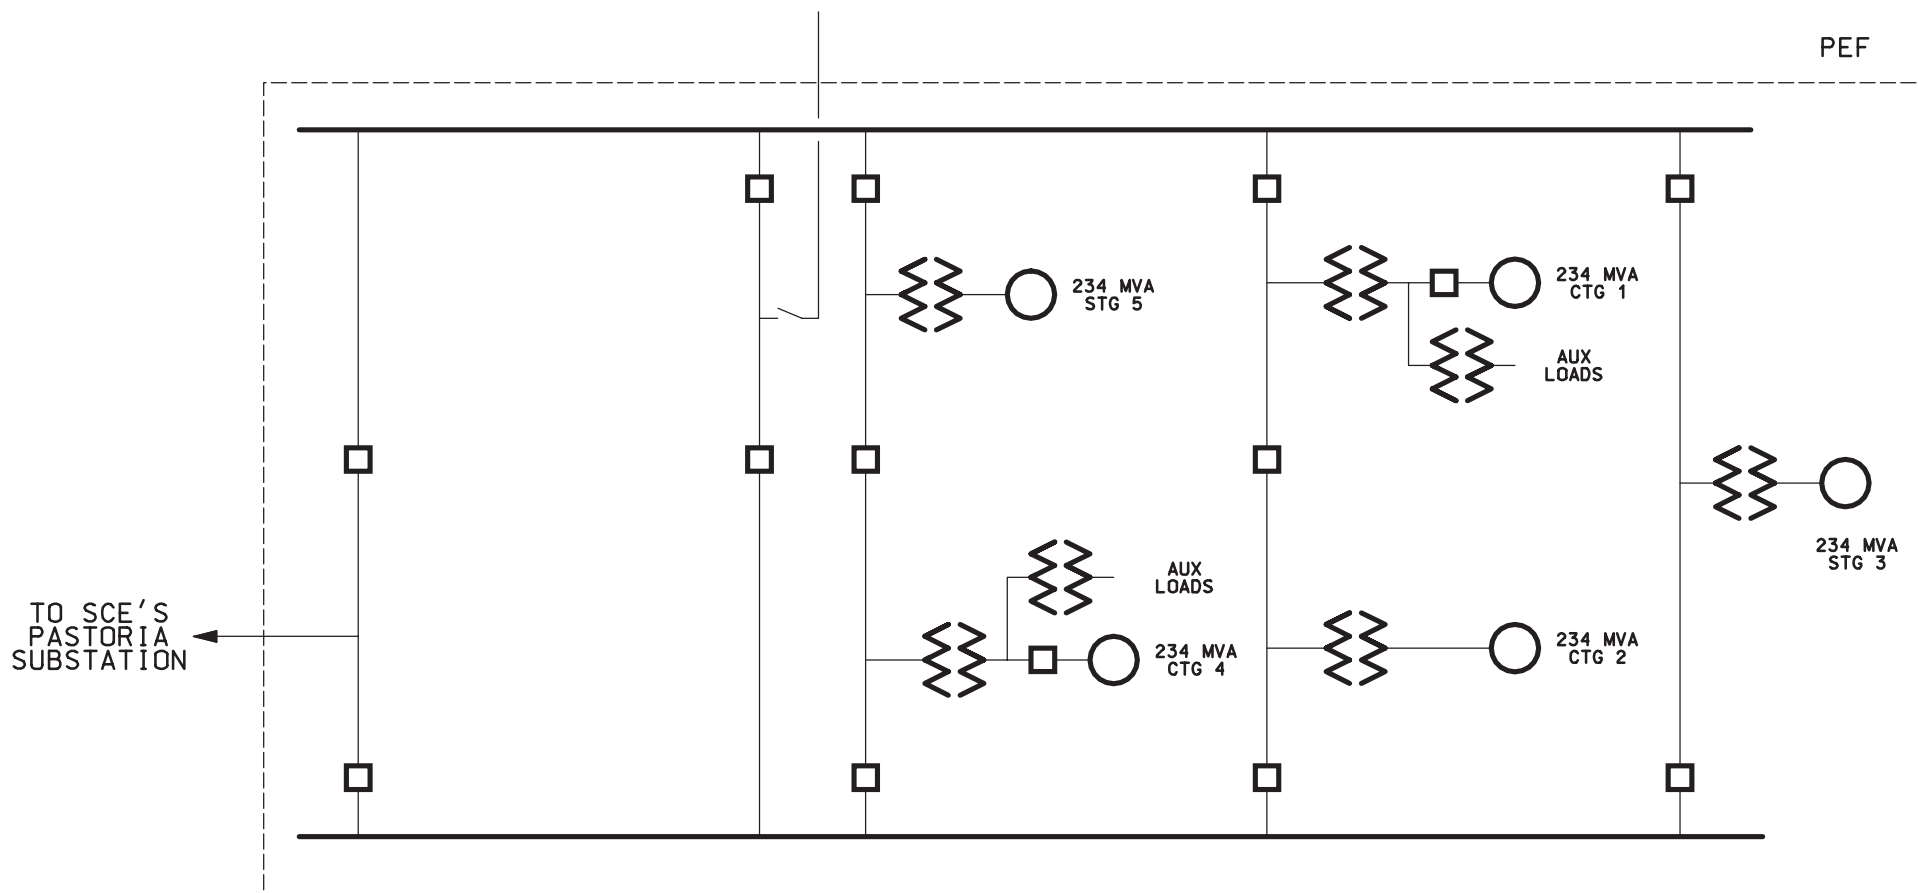 PEF
234 MVA
STG 5
234 MVA
CTG 1
AUX
LOADS
234 MVA
STG 3
AUX
LOADS
TO SCE'S
PASTORIA
SUBSTATION
234 MVA
CTG 4
234 MVA
CTG 2